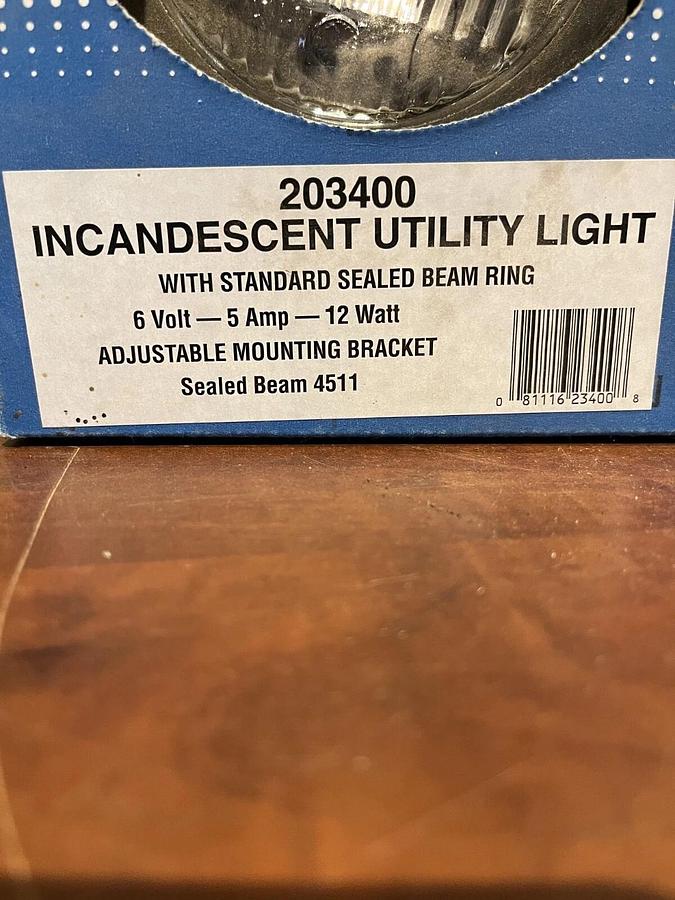 203400
INCANDESCENT UTILITY LIGHT
WITH STANDARD SEALED BEAM RING
6 Volt — 5 Amp — 12 Watt
ADJUSTABLE MOUNTING BRACKET
Sealed Beam 4511
0 81116 23400 8